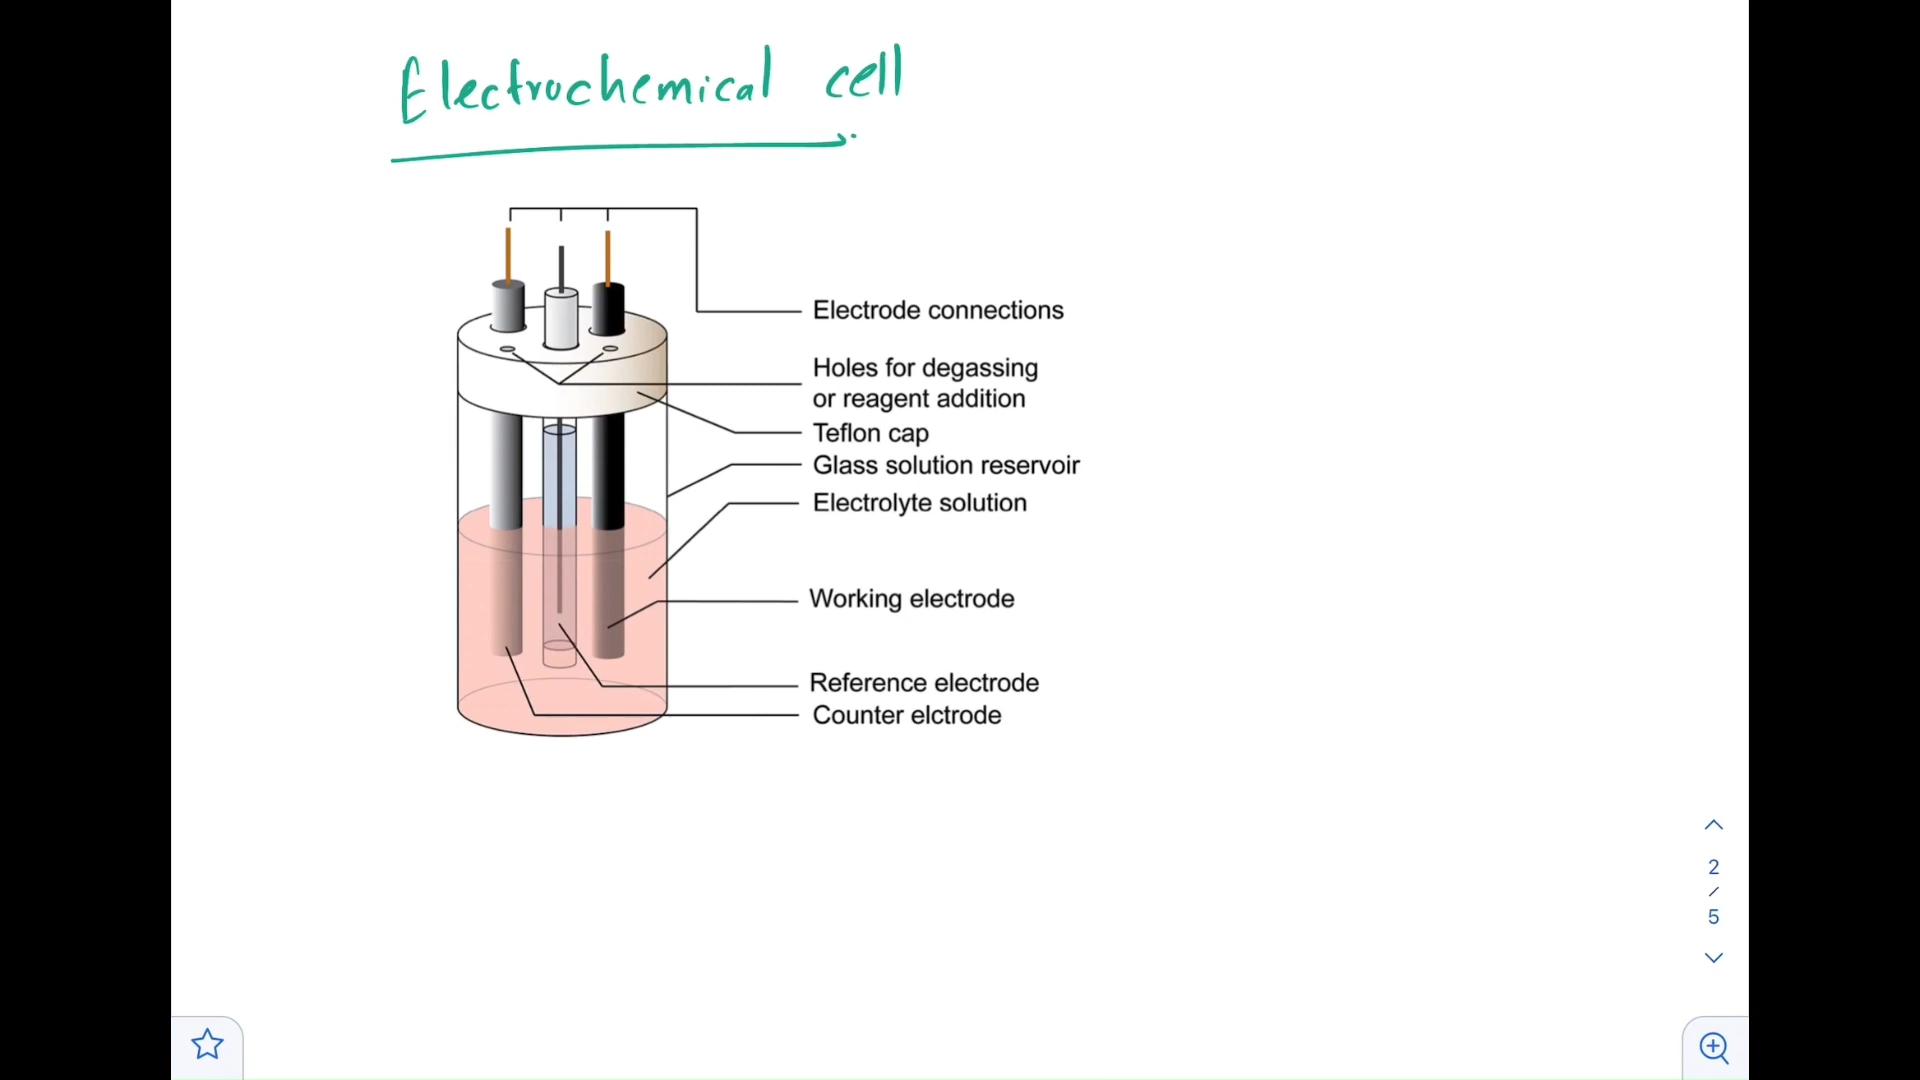 Electrochemical cell
Electrode connections
Holes for degassing
or reagent addition
Teflon cap
Glass solution reservoir
Electrolyte solution
Working electrode
Reference electrode
Counter elctrode
2
/
5